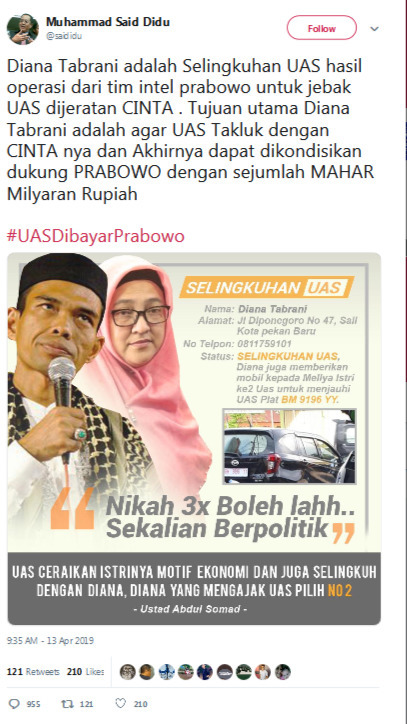 Muhammad Said Didu
@saididu
Follow
Diana Tabrani adalah Selingkuhan UAS hasil
operasi dari tim intel prabowo untuk jebak
UAS dijeratan CINTA . Tujuan utama Diana
Tabrani adalah agar UAS Takluk dengan
CINTA nya dan Akhirnya dapat dikondisikan
dukung PRABOWO dengan sejumlah MAHAR
Milyaran Rupiah
#UASDibayarPrabowo
SELINGKUHAN UAS
Nama: Diana Tabrani
Alamat: Jl Diponegoro No 47, Sail
Kota pekan Baru
No Telpon: 0811759101
Status: SELINGKUHAN UAS,
Diana juga memberikan
mobil kepada Mellya Istri
ke2 Uas untuk menjauhi
UAS Plat BM 9196 YY.
Nikah 3x Boleh lahh..
Sekalian Berpolitik
UAS CERAIKAN ISTRINYA MOTIF EKONOMI DAN JUGA SELINGKUH
DENGAN DIANA, DIANA YANG MENGAJAK UAS PILIH NO 2
- Ustad Abdul Somad -
9:35 AM - 13 Apr 2019
121 Retweets 210 Likes
955 121 210